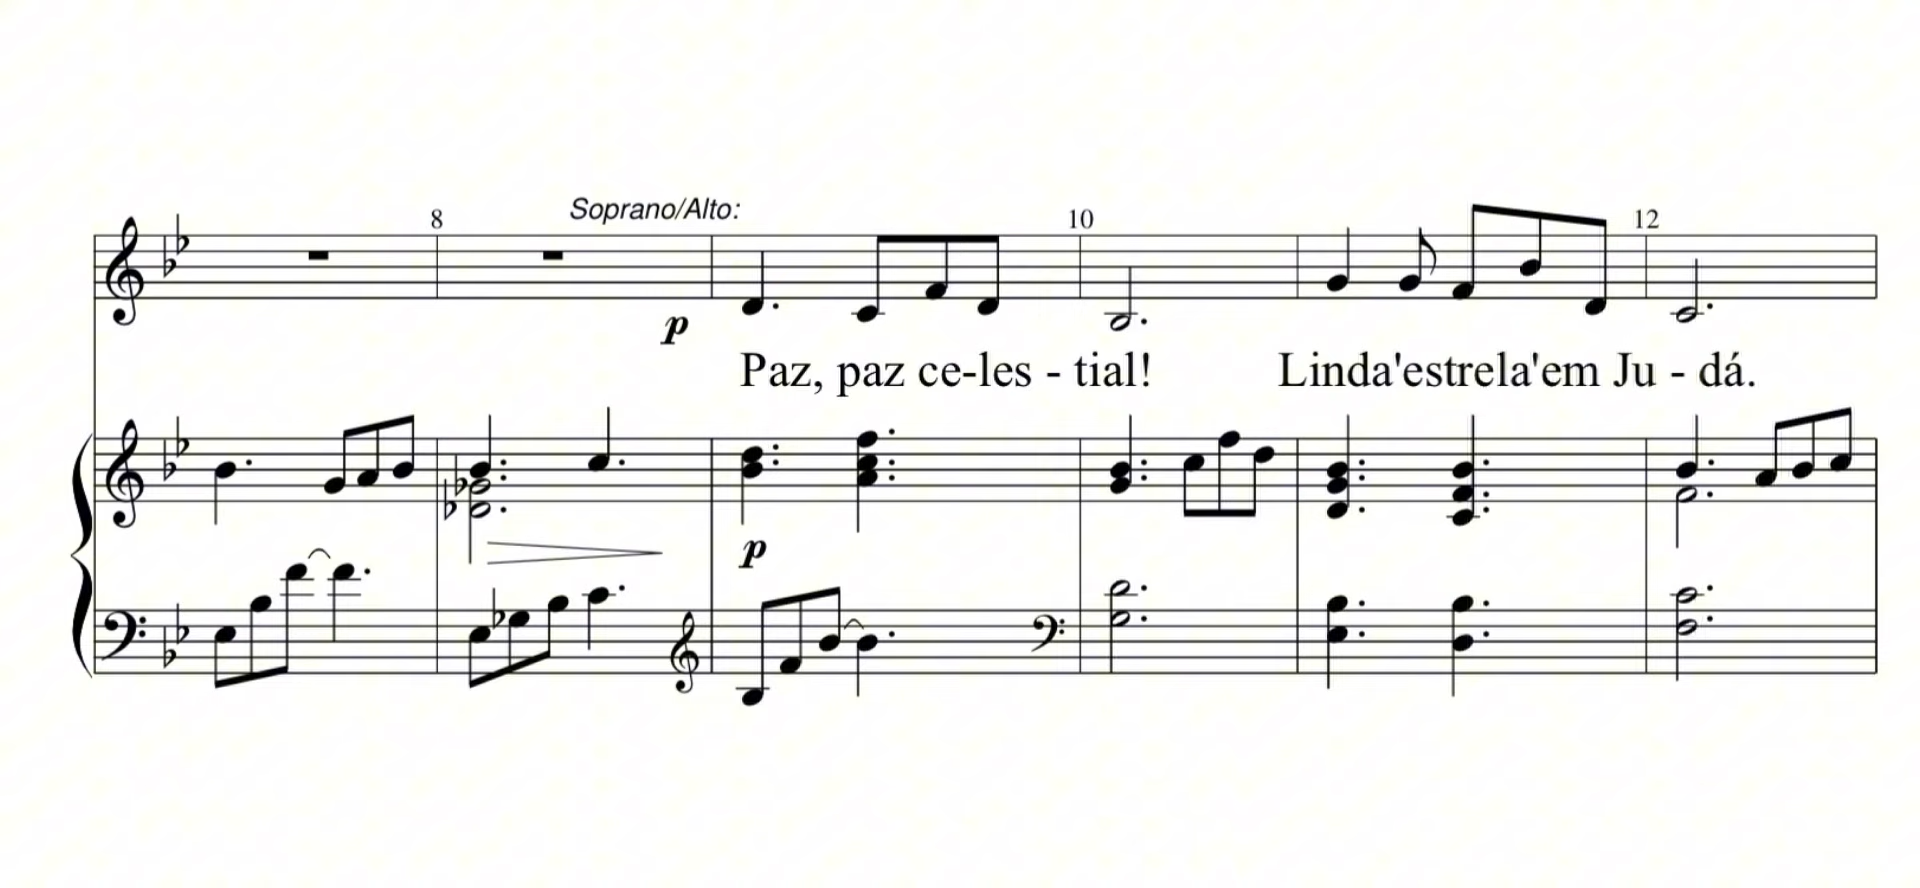 8
Soprano/Alto:
10
12
p
Paz, paz ce-les - tial! Linda'estrela'em Ju - dá.
p